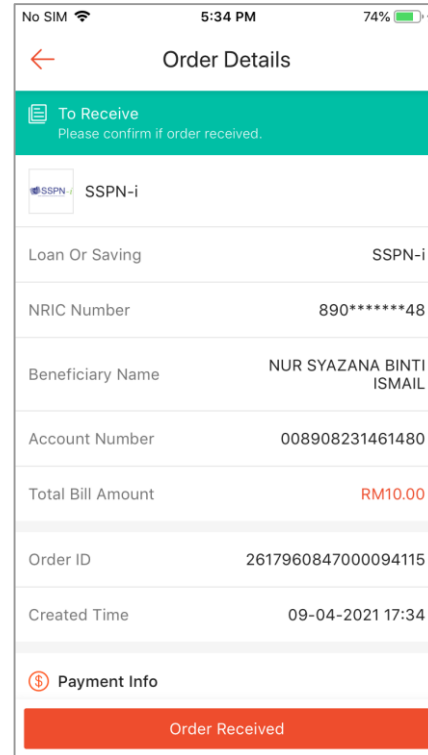 No SIM 5:34 PM 74%
Order Details
To Receive
Please confirm if order received.
SSPN-i SSPN-i
Loan Or Saving SSPN-i
NRIC Number 890*******48
Beneficiary Name NUR SYAZANA BINTI
ISMAIL
Account Number 008908231461480
Total Bill Amount RM10.00
Order ID 2617960847000094115
Created Time 09-04-2021 17:34
Payment Info
Order Received